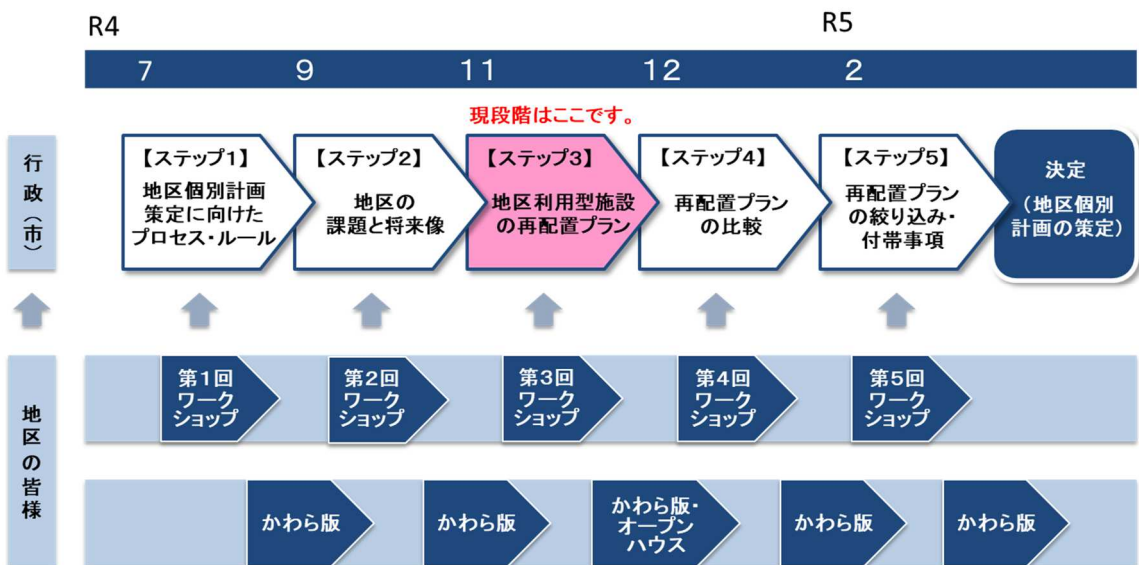 R4
R5
7
9
11
12
2
現段階はここです。
行政(市)
【ステップ1】
地区個別計画
策定に向けた
プロセス・ルール
【ステップ2】
地区の
課題と将来像
【ステップ3】
地区利用型施設
の再配置プラン
【ステップ4】
再配置プラン
の比較
【ステップ5】
再配置プラン
の絞り込み・
付帯事項
決定
(地区個別
計画の策定)
地区の皆様
第1回
ワーク
ショップ
第2回
ワーク
ショップ
第3回
ワーク
ショップ
第4回
ワーク
ショップ
第5回
ワーク
ショップ
かわら版
かわら版
かわら版・
オープン
ハウス
かわら版
かわら版